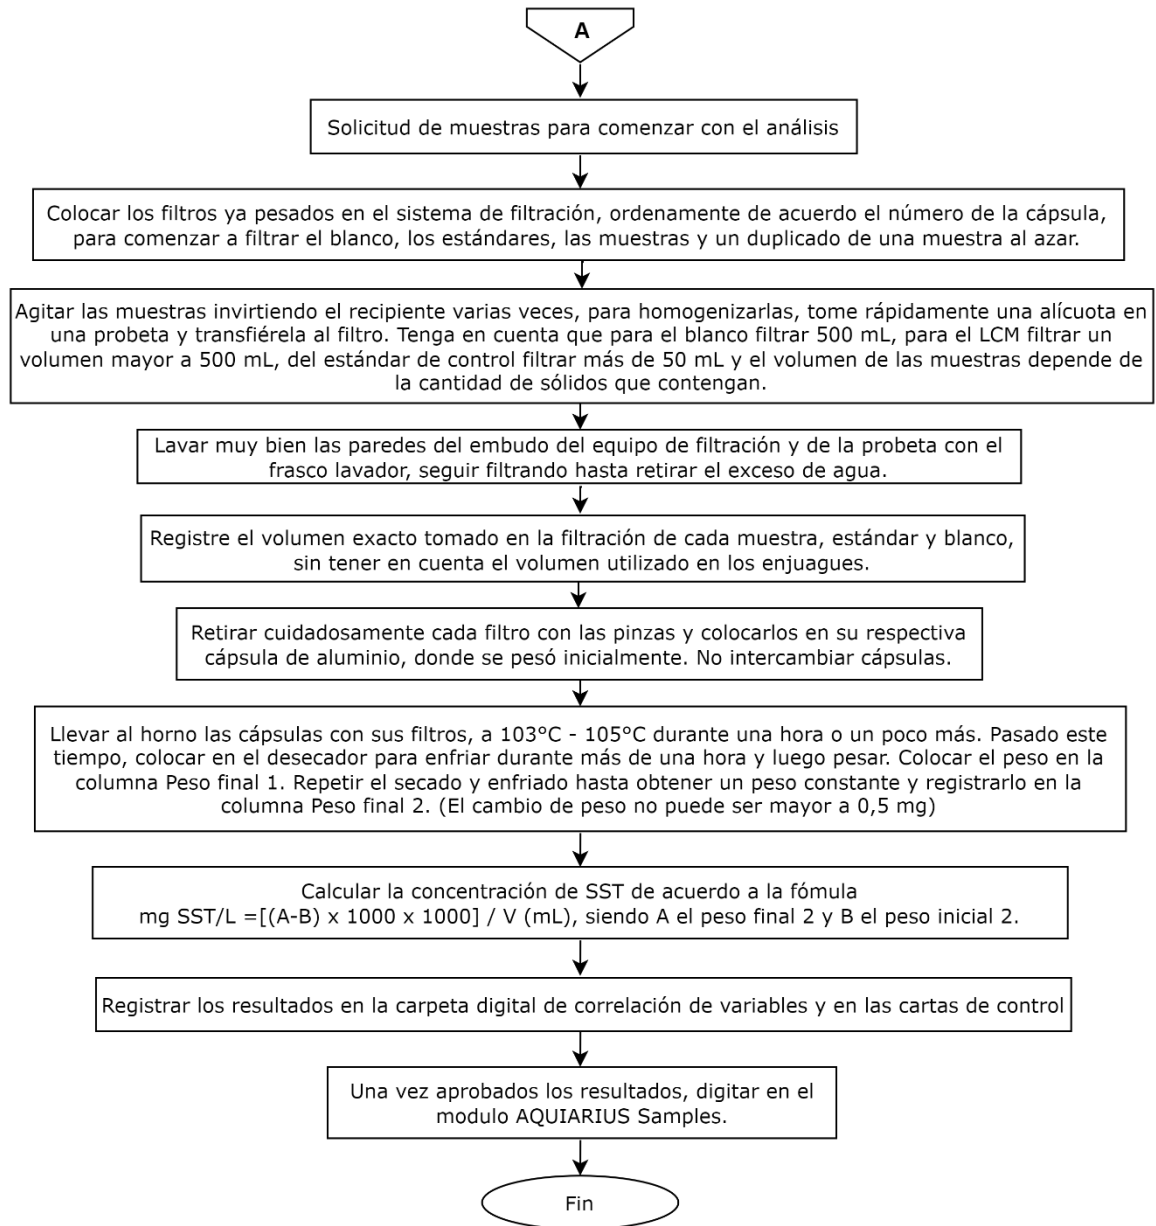 A
Solicitud de muestras para comenzar con el análisis
Colocar los filtros ya pesados en el sistema de filtración, ordenamente de acuerdo el número de la cápsula,
para comenzar a filtrar el blanco, los estándares, las muestras y un duplicado de una muestra al azar.
Agitar las muestras invirtiendo el recipiente varias veces, para homogenizarlas, tome rápidamente una alícuota en
una probeta y transfiérela al filtro. Tenga en cuenta que para el blanco filtrar 500 mL, para el LCM filtrar un
volumen mayor a 500 mL, del estándar de control filtrar más de 50 mL y el volumen de las muestras depende de
la cantidad de sólidos que contengan.
Lavar muy bien las paredes del embudo del equipo de filtración y de la probeta con el
frasco lavador, seguir filtrando hasta retirar el exceso de agua.
Registre el volumen exacto tomado en la filtración de cada muestra, estándar y blanco,
sin tener en cuenta el volumen utilizado en los enjuagues.
Retirar cuidadosamente cada filtro con las pinzas y colocarlos en su respectiva
cápsula de aluminio, donde se pesó inicialmente. No intercambiar cápsulas.
Llevar al horno las cápsulas con sus filtros, a 103°C - 105°C durante una hora o un poco más. Pasado este
tiempo, colocar en el desecador para enfriar durante más de una hora y luego pesar. Colocar el peso en la
columna Peso final 1. Repetir el secado y enfriado hasta obtener un peso constante y registrarlo en la
columna Peso final 2. (El cambio de peso no puede ser mayor a 0,5 mg)
Calcular la concentración de SST de acuerdo a la fómula
mg SST/L =[(A-B) x 1000 x 1000] / V (mL), siendo A el peso final 2 y B el peso inicial 2.
Registrar los resultados en la carpeta digital de correlación de variables y en las cartas de control
Una vez aprobados los resultados, digitar en el
modulo AQUIARIUS Samples.
Fin